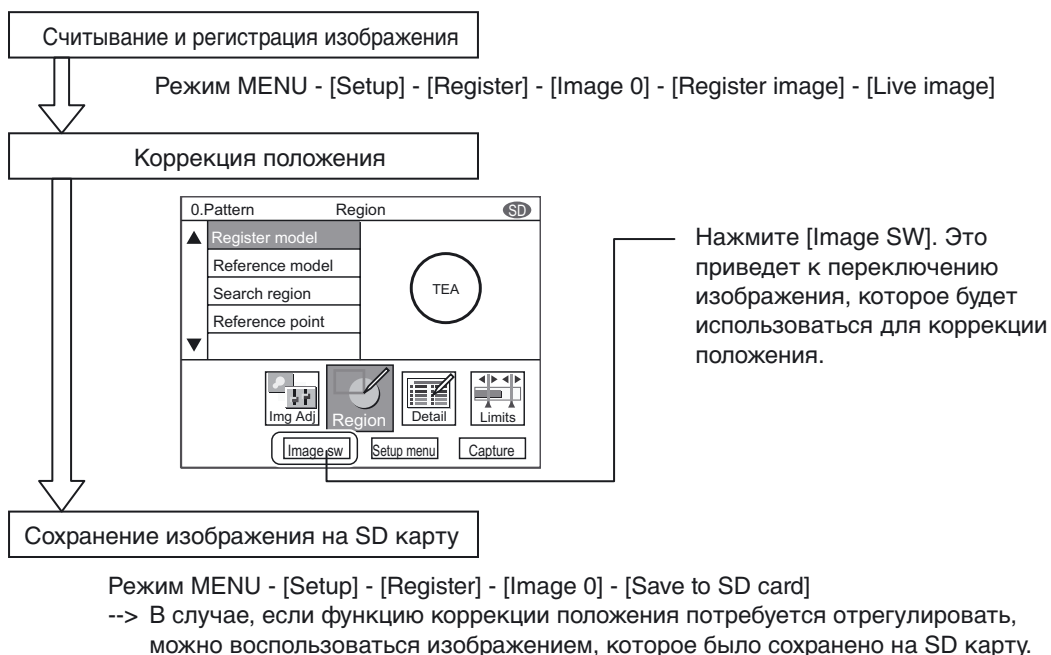 Считывание и регистрация изображения
Режим MENU - [Setup] - [Register] - [Image 0] - [Register image] - [Live image]
Коррекция положения
0.Pattern Region SD
Register model
Reference model
Search region
Reference point
TEA
Img Adj Region Detail Limits
Image sw Setup menu Capture
Нажмите [Image SW]. Это
приведет к переключению
изображения, которое будет
использоваться для коррекции
положения.
Сохранение изображения на SD карту
Режим MENU - [Setup] - [Register] - [Image 0] - [Save to SD card]
--> В случае, если функцию коррекции положения потребуется отрегулировать,
можно воспользоваться изображением, которое было сохранено на SD карту.